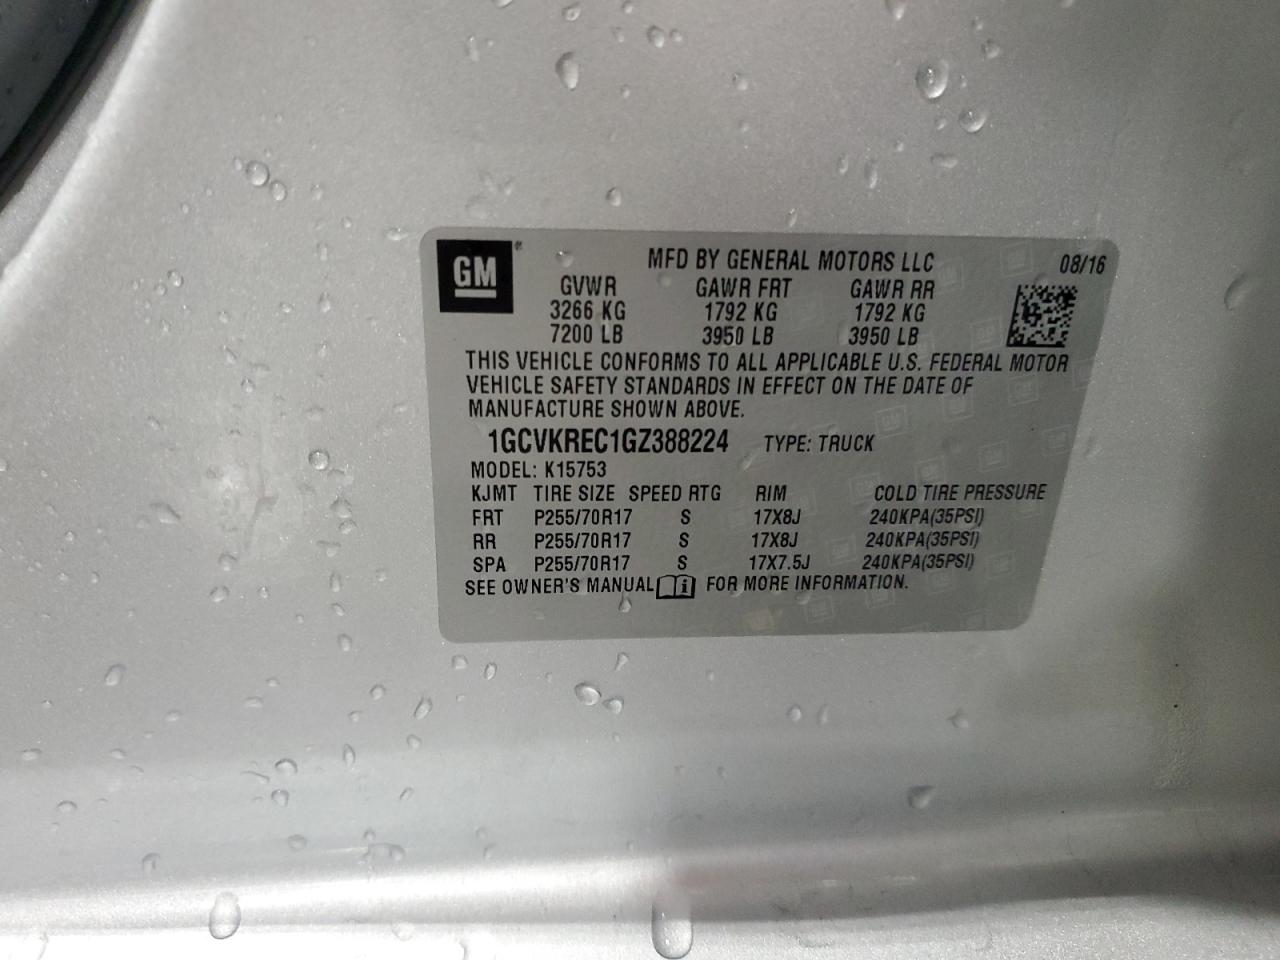 GM® MFD BY GENERAL MOTORS LLC 08/16
GVWR GAWR FRT GAWR RR
3266 KG 1792 KG 1792 KG
7200 LB 3950 LB 3950 LB
THIS VEHICLE CONFORMS TO ALL APPLICABLE U.S. FEDERAL MOTOR
VEHICLE SAFETY STANDARDS IN EFFECT ON THE DATE OF
MANUFACTURE SHOWN ABOVE.
1GCVKREC1GZ388224 TYPE: TRUCK
MODEL: K15753
KJMT TIRE SIZE SPEED RTG RIM COLD TIRE PRESSURE
FRT P255/70R17 S 17X8J 240KPA(35PSI)
RR P255/70R17 S 17X8J 240KPA(35PSI)
SPA P255/70R17 S 17X7.5J 240KPA(35PSI)
SEE OWNER'S MANUAL i FOR MORE INFORMATION.